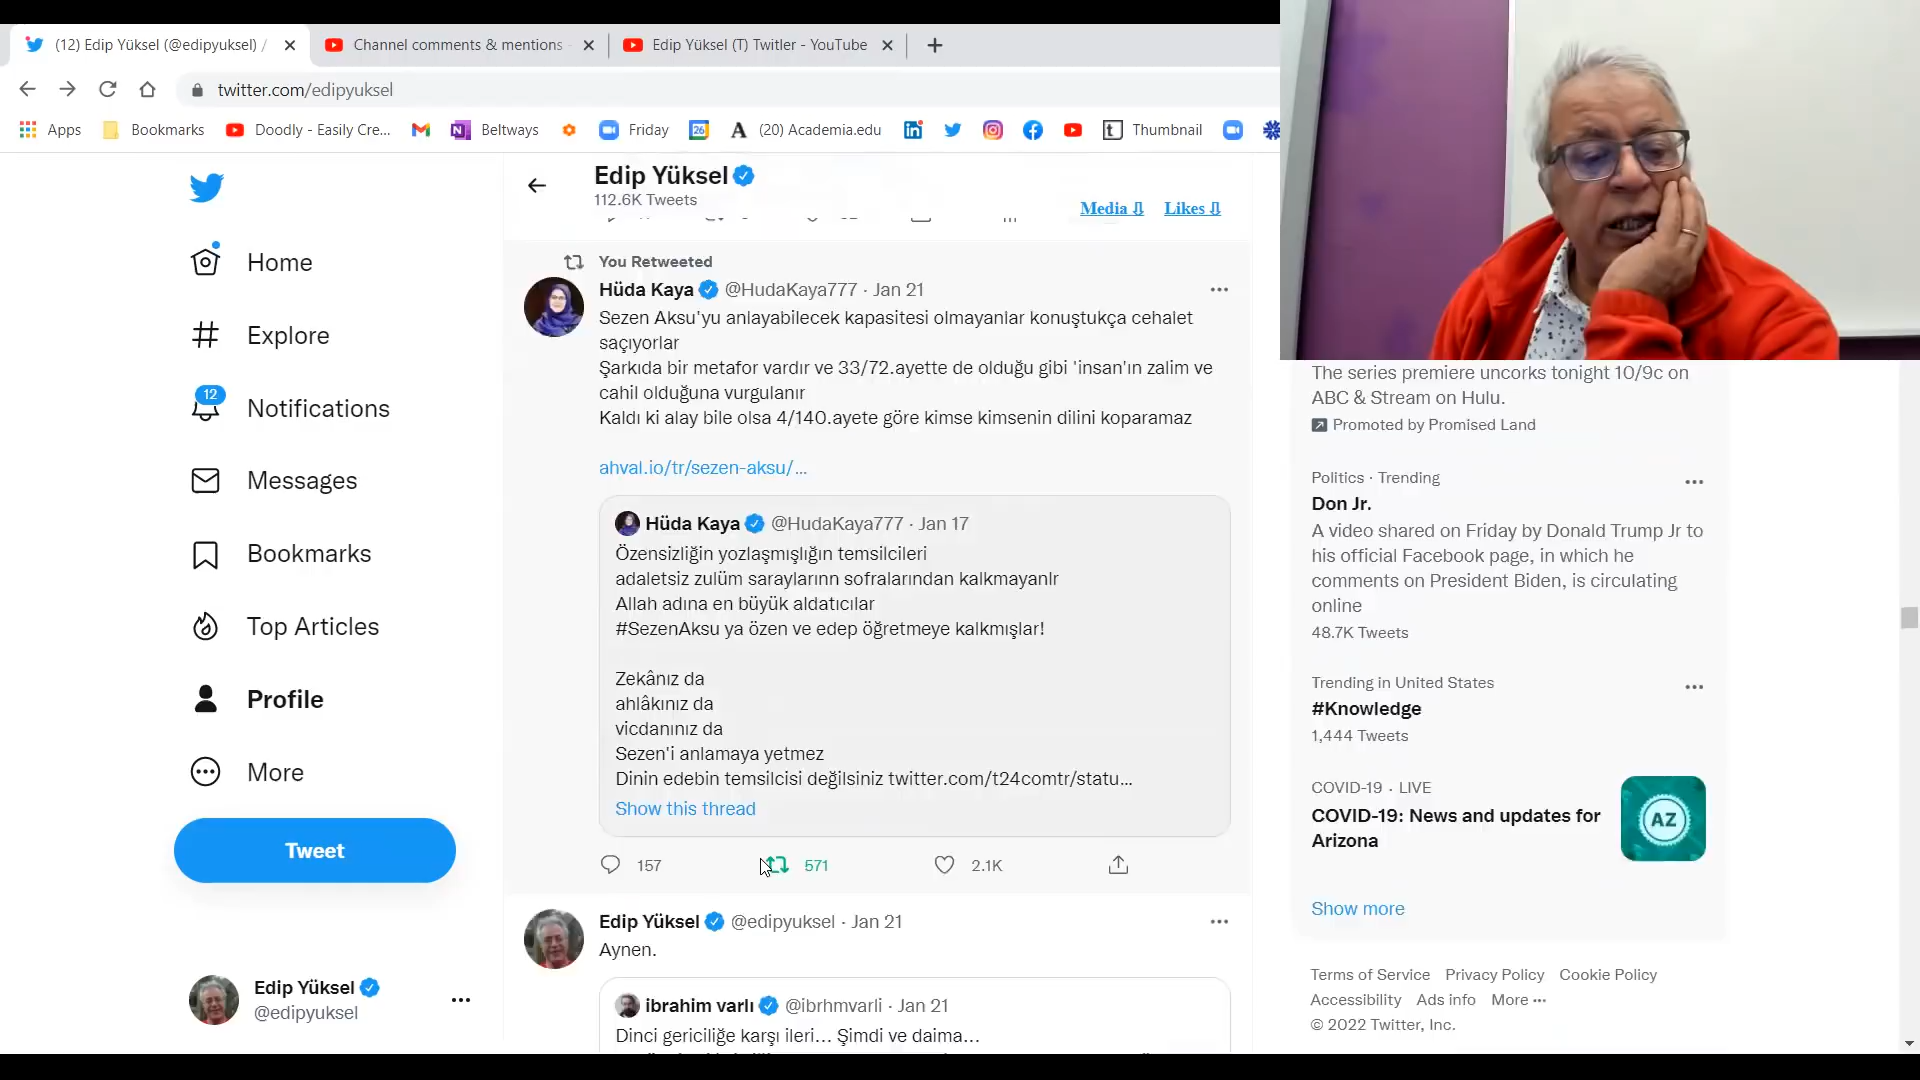 (12) Edip Yüksel (@edipyuksel) /
Channel comments & mentions
Edip Yüksel (T) Twitler - YouTube
twitter.com/edipyuksel
Apps
Bookmarks
Doodly - Easily Cre...
Beltways
Friday
26
(20) Academia.edu
Thumbnail
Home
Explore
12
Notifications
Messages
Bookmarks
Top Articles
Profile
More
Tweet
Edip Yüksel
@edipyuksel
Edip Yüksel
112.6K Tweets
Media ⇩ Likes ⇩
You Retweeted
Hüda Kaya @HudaKaya777 · Jan 21
Sezen Aksu'yu anlayabilecek kapasitesi olmayanlar konuştukça cehalet
saçıyorlar
Şarkıda bir metafor vardır ve 33/72.ayette de olduğu gibi 'insan'ın zalim ve
cahil olduğuna vurgulanır
Kaldı ki alay bile olsa 4/140.ayete göre kimse kimsenin dilini koparamaz
ahval.io/tr/sezen-aksu/...
Hüda Kaya @HudaKaya777 · Jan 17
Özensizliğin yozlaşmışlığın temsilcileri
adaletsiz zulüm saraylarınn sofralarından kalkmayanlr
Allah adına en büyük aldatıcılar
#SezenAksu ya özen ve edep öğretmeye kalkmışlar!
Zekânız da
ahlâkınız da
vicdanınız da
Sezen'i anlamaya yetmez
Dinin edebin temsilcisi değilsiniz twitter.com/t24comtr/statu...
Show this thread
157 571 2.1K
Edip Yüksel @edipyuksel · Jan 21
Aynen.
ibrahim varlı @ibrhmvarli · Jan 21
Dinci gericiliğe karşı ileri... Şimdi ve daima...
The series premiere uncorks tonight 10/9c on
ABC & Stream on Hulu.
Promoted by Promised Land
Politics · Trending
Don Jr.
A video shared on Friday by Donald Trump Jr to
his official Facebook page, in which he
comments on President Biden, is circulating
online
48.7K Tweets
Trending in United States
#Knowledge
1,444 Tweets
COVID-19 · LIVE
COVID-19: News and updates for
Arizona
AZ
Show more
Terms of Service Privacy Policy Cookie Policy
Accessibility Ads info More ···
© 2022 Twitter, Inc.